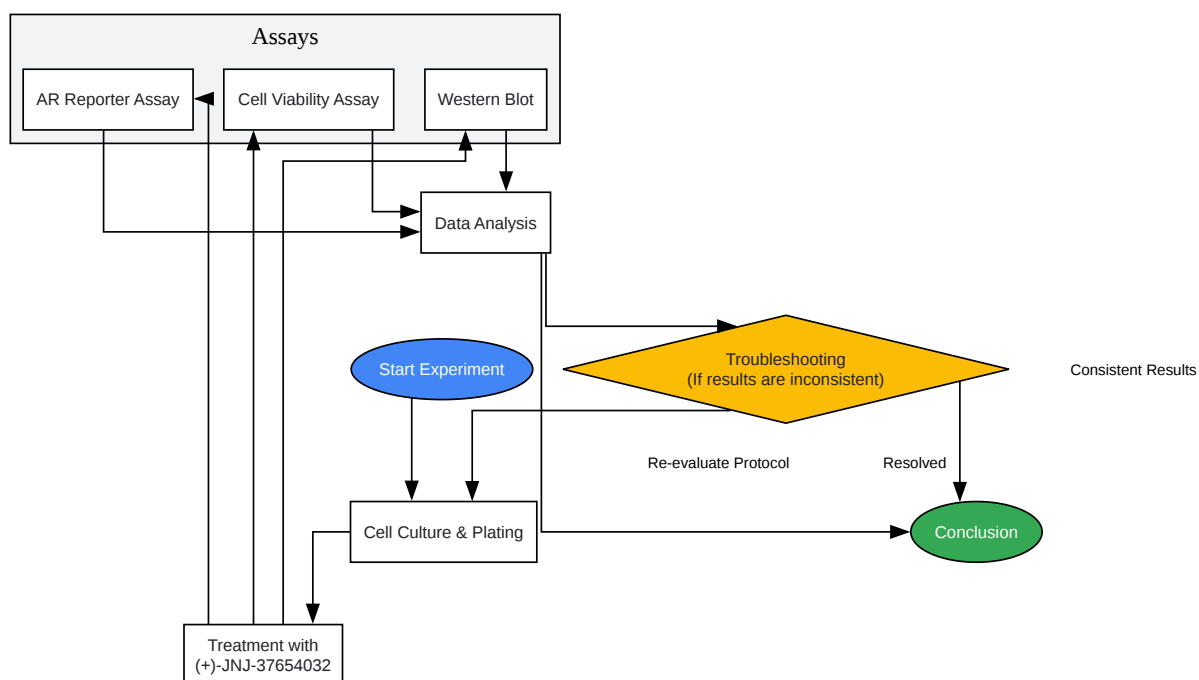 Assays
AR Reporter Assay
Cell Viability Assay
Western Blot
Data Analysis
Start Experiment
Troubleshooting
(If results are inconsistent)
Consistent Results
Re-evaluate Protocol
Resolved
Cell Culture & Plating
Conclusion
Treatment with
(+)-JNJ-37654032